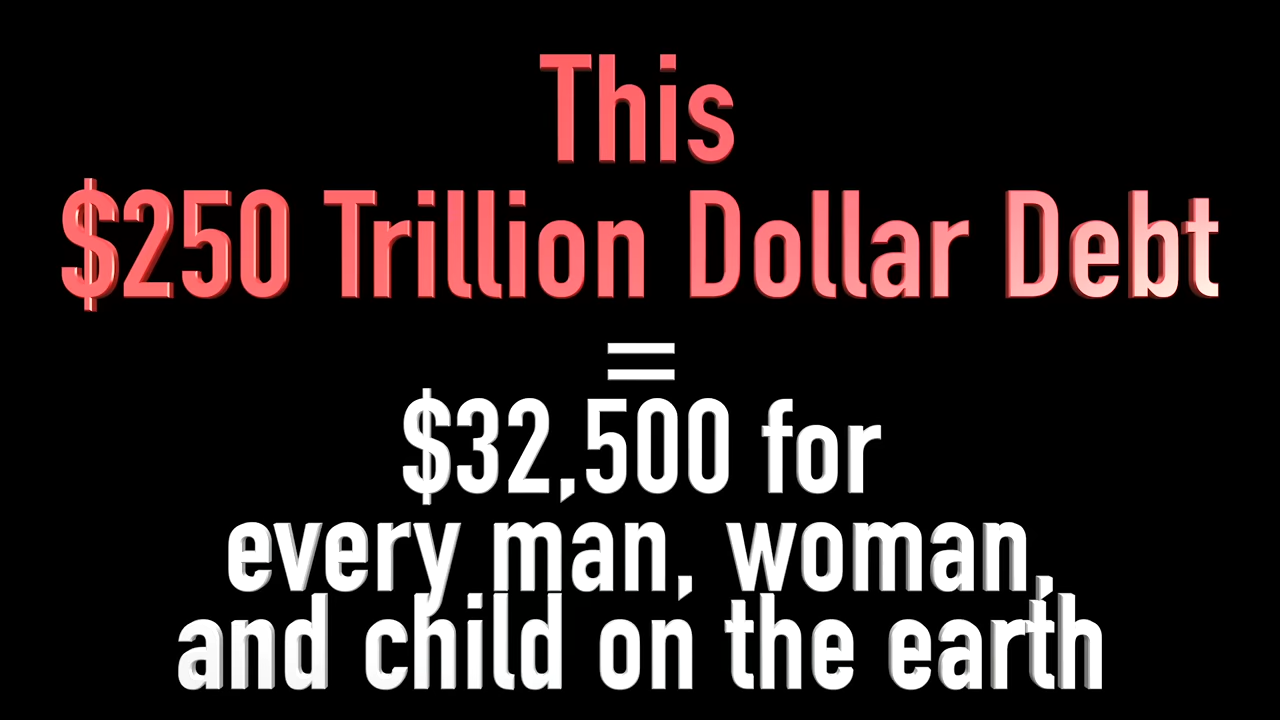 This
$250 Trillion Dollar Debt
=
$32,500 for
every man, woman,
and child on the earth